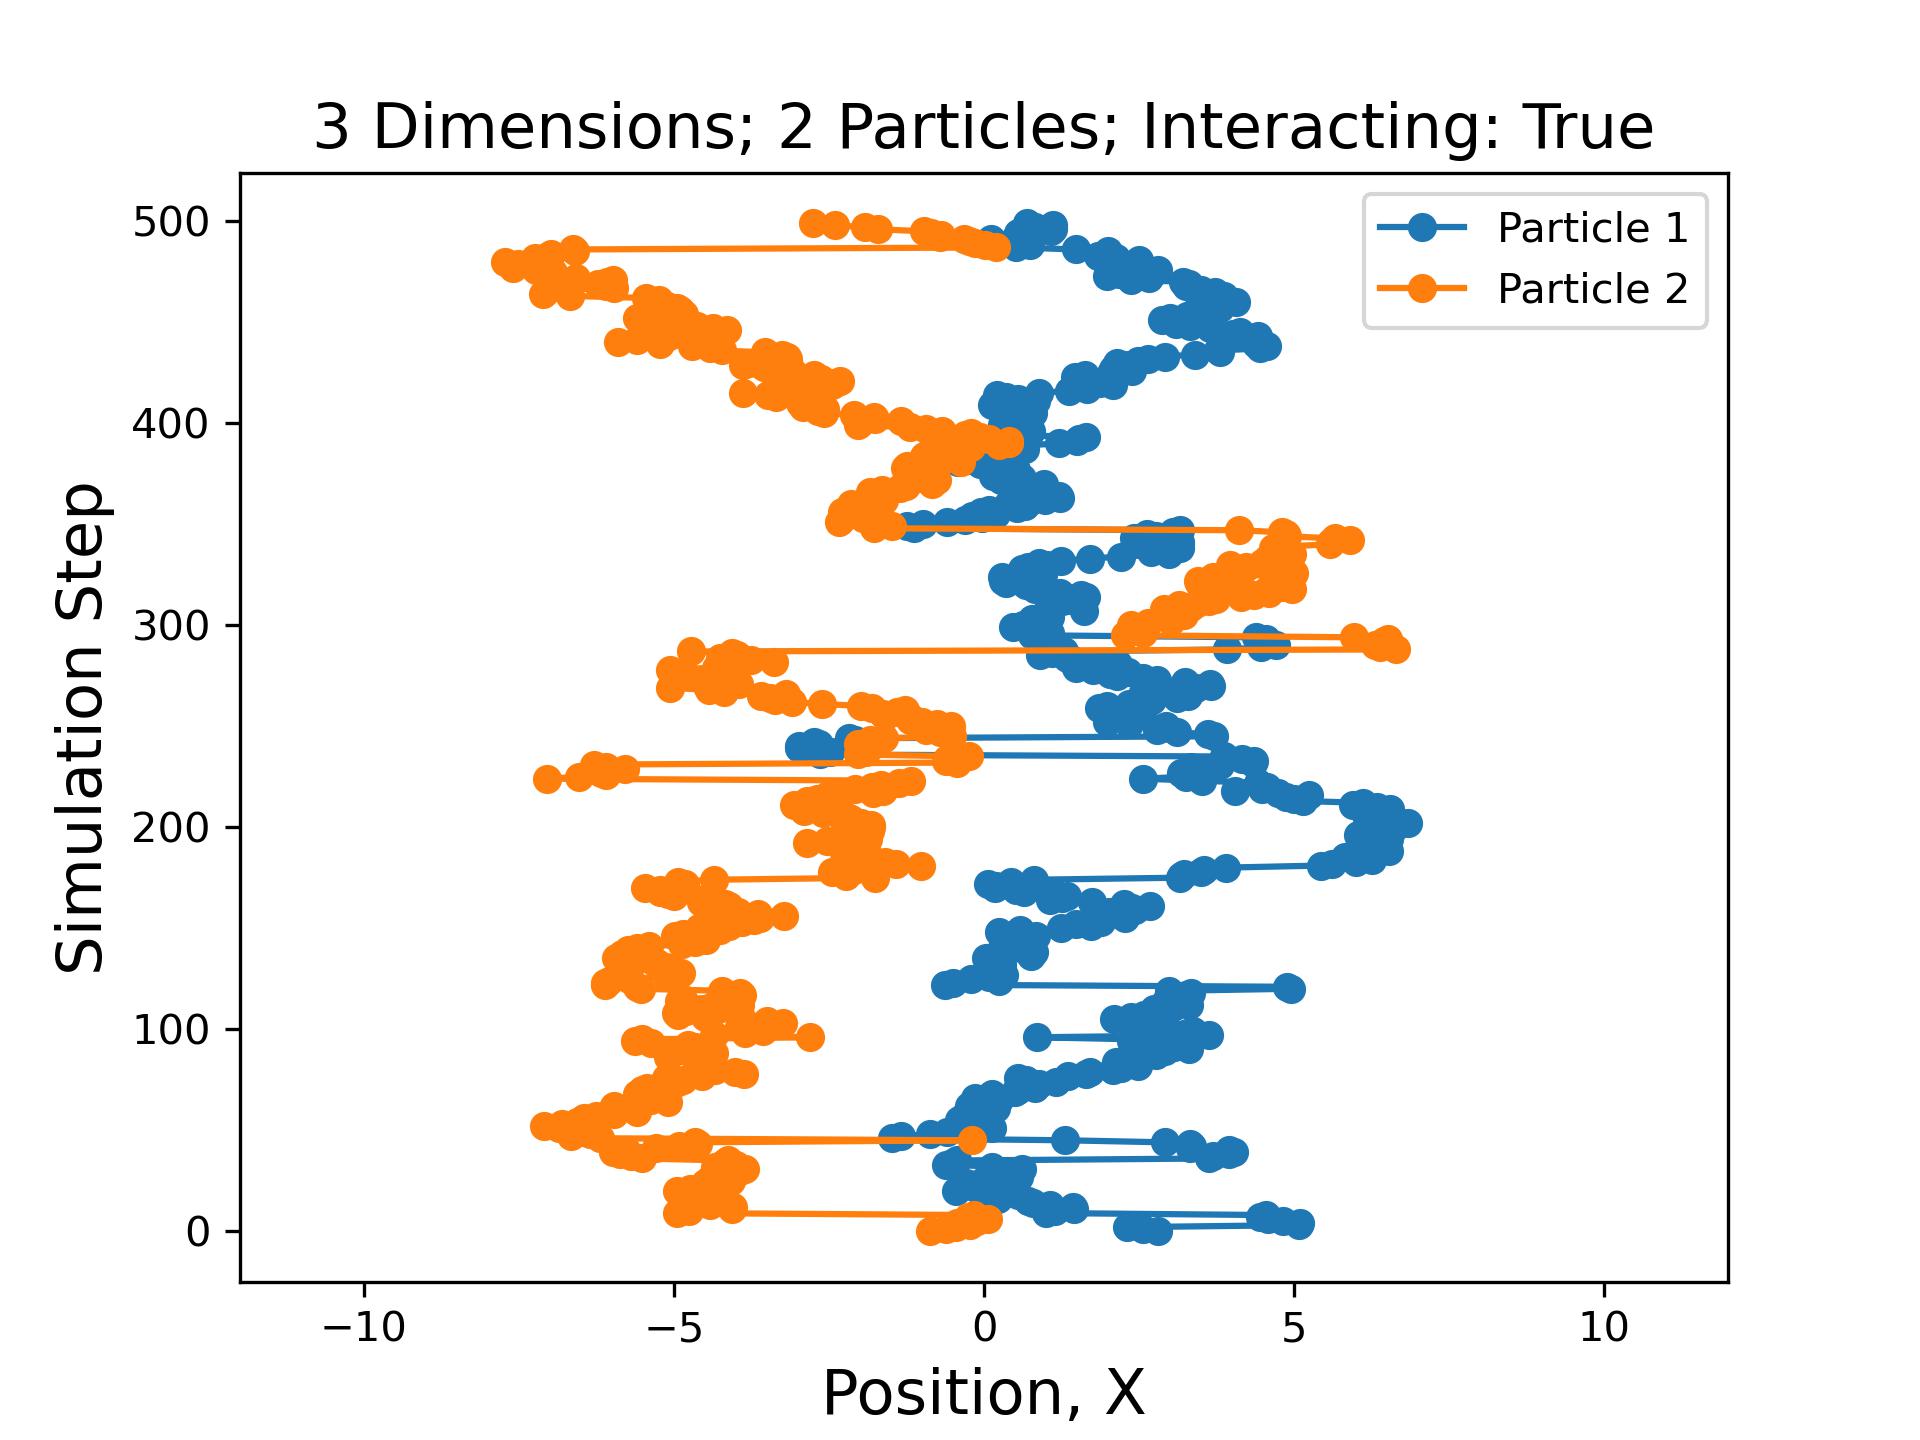 3 Dimensions; 2 Particles; Interacting: True
Particle 1
Particle 2
500
400
300
200
100
0
Simulation Step
−10
−5
0
5
10
Position, X